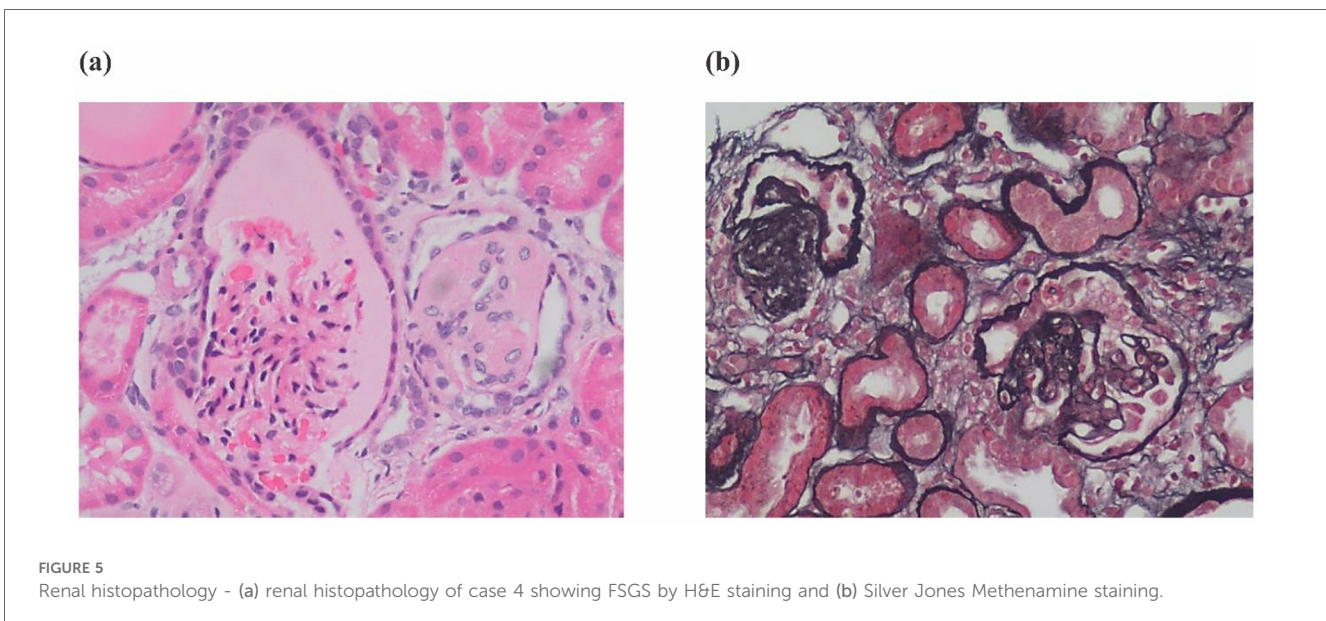 (a)
(b)
FIGURE 5
Renal histopathology - (a) renal histopathology of case 4 showing FSGS by H&E staining and (b) Silver Jones Methenamine staining.